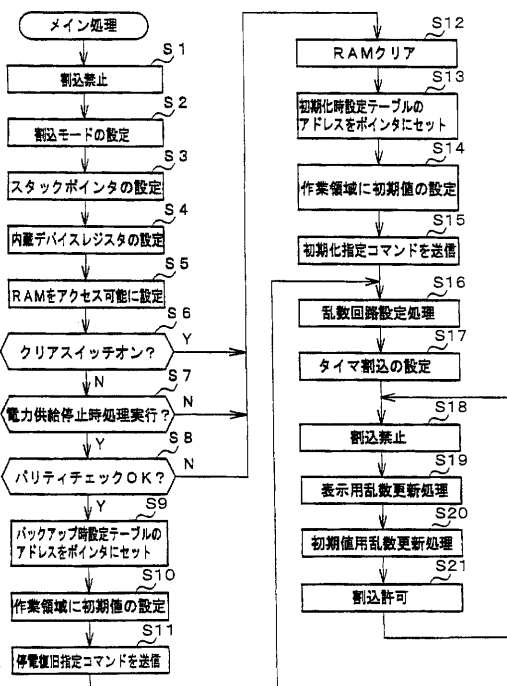 メイン処理
S1
割込禁止
S2
割込モードの設定
S3
スタックポインタの設定
S4
内蔵デバイスレジスタの設定
S5
RAMをアクセス可能に設定
S6
クリアスイッチオン?
Y
N
S7
電力供給停止時処理実行?
N
Y
S8
パリティチェックOK?
N
Y
S9
バックアップ時設定テーブルの
アドレスをポインタにセット
S10
作業領域に初期値の設定
S11
停電復旧指定コマンドを送信
S12
RAMクリア
S13
初期化時設定テーブルの
アドレスをポインタにセット
S14
作業領域に初期値の設定
S15
初期化指定コマンドを送信
S16
乱数回路設定処理
S17
タイマ割込の設定
S18
割込禁止
S19
表示用乱数更新処理
S20
初期値用乱数更新処理
S21
割込許可